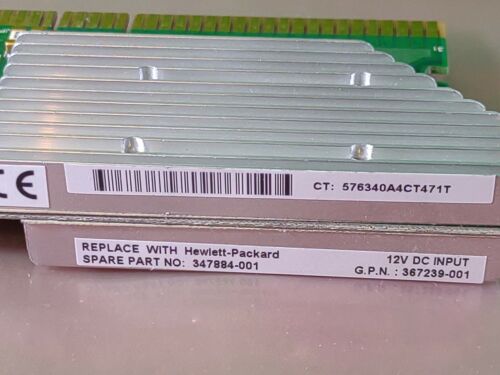 CE
CT: 576340A4CT471T
REPLACE WITH Hewlett-Packard
SPARE PART NO: 347884-001
12V DC INPUT
G.P.N. : 367239-001